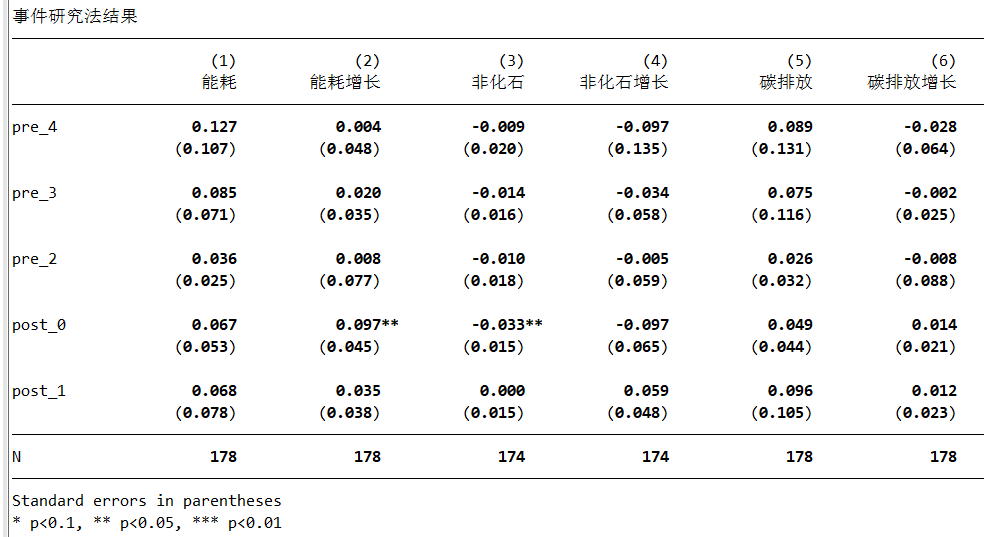 事件研究法结果
(1) (2) (3) (4) (5) (6)
能耗 能耗增长 非化石 非化石增长 碳排放 碳排放增长
pre_4 0.127 0.004 -0.009 -0.097 0.089 -0.028
(0.107) (0.048) (0.020) (0.135) (0.131) (0.064)
pre_3 0.085 0.020 -0.014 -0.034 0.075 -0.002
(0.071) (0.035) (0.016) (0.058) (0.116) (0.025)
pre_2 0.036 0.008 -0.010 -0.005 0.026 -0.008
(0.025) (0.077) (0.018) (0.059) (0.032) (0.088)
post_0 0.067 0.097** -0.033** -0.097 0.049 0.014
(0.053) (0.045) (0.015) (0.065) (0.044) (0.021)
post_1 0.068 0.035 0.000 0.059 0.096 0.012
(0.078) (0.038) (0.015) (0.048) (0.105) (0.023)
N 178 178 174 174 178 178
Standard errors in parentheses
* p<0.1, ** p<0.05, *** p<0.01